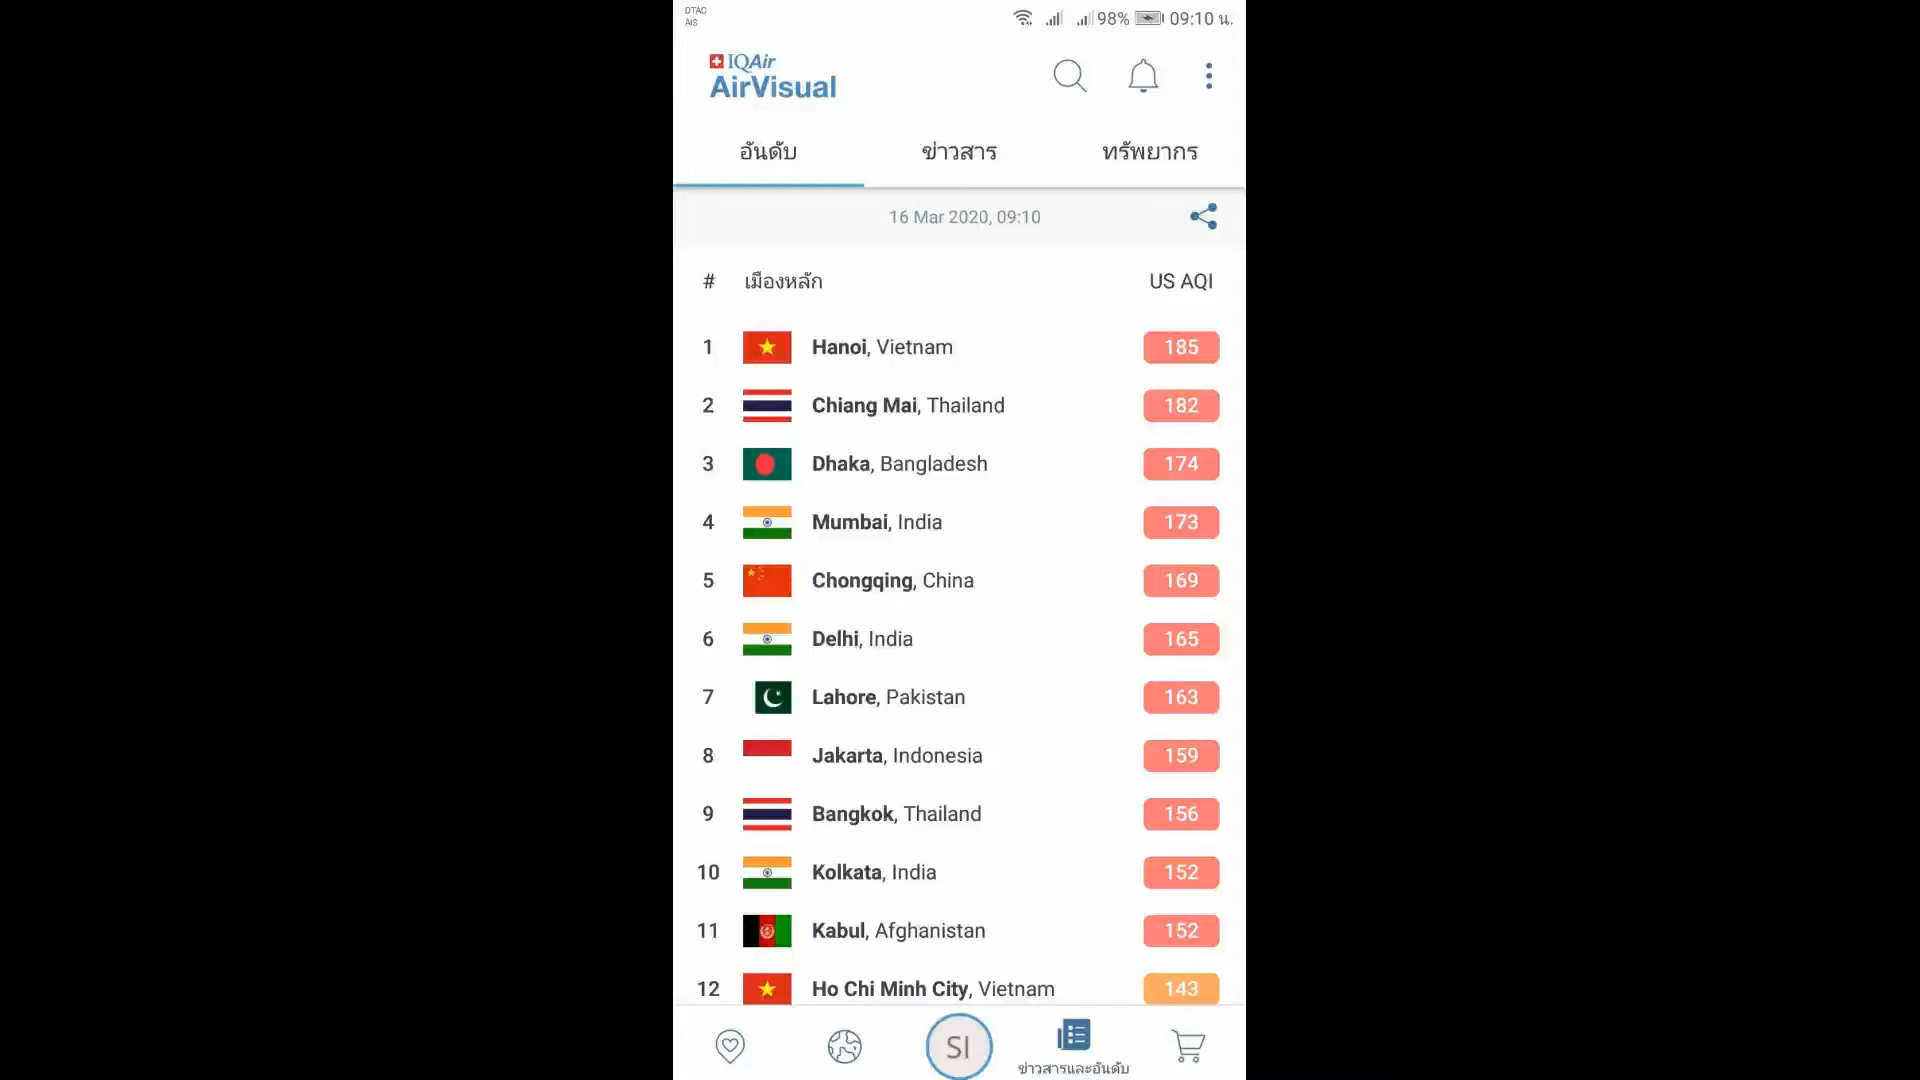 DTAC
AIS
98% 09:10 น.
IQAir
AirVisual
อันดับ ข่าวสาร ทรัพยากร
16 Mar 2020, 09:10
# เมืองหลัก US AQI
1 Hanoi, Vietnam 185
2 Chiang Mai, Thailand 182
3 Dhaka, Bangladesh 174
4 Mumbai, India 173
5 Chongqing, China 169
6 Delhi, India 165
7 Lahore, Pakistan 163
8 Jakarta, Indonesia 159
9 Bangkok, Thailand 156
10 Kolkata, India 152
11 Kabul, Afghanistan 152
12 Ho Chi Minh City, Vietnam 143
SI
ข่าวสารและอันดับ